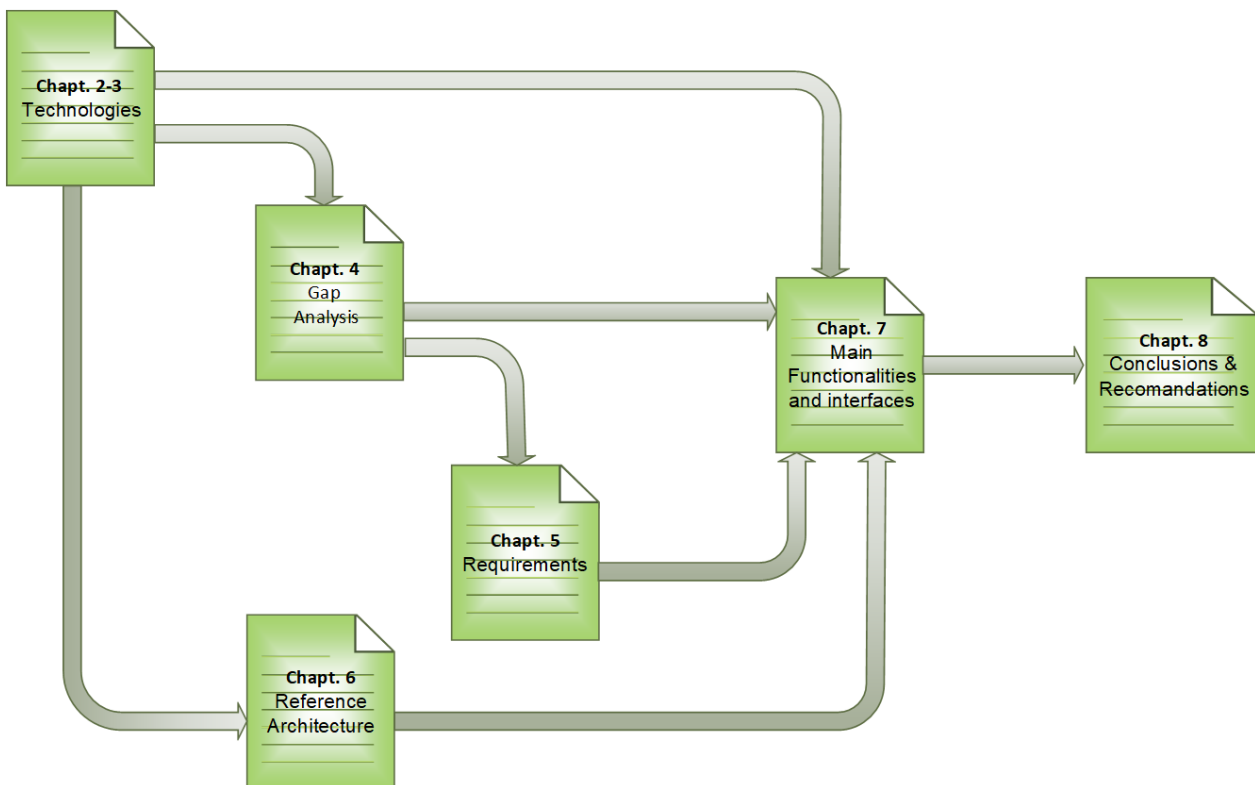 Chapt. 2-3
Technologies
Chapt. 4
Gap
Analysis
Chapt. 7
Main
Functionalities
and interfaces
Chapt. 8
Conclusions &
Recomandations
Chapt. 5
Requirements
Chapt. 6
Reference
Architecture